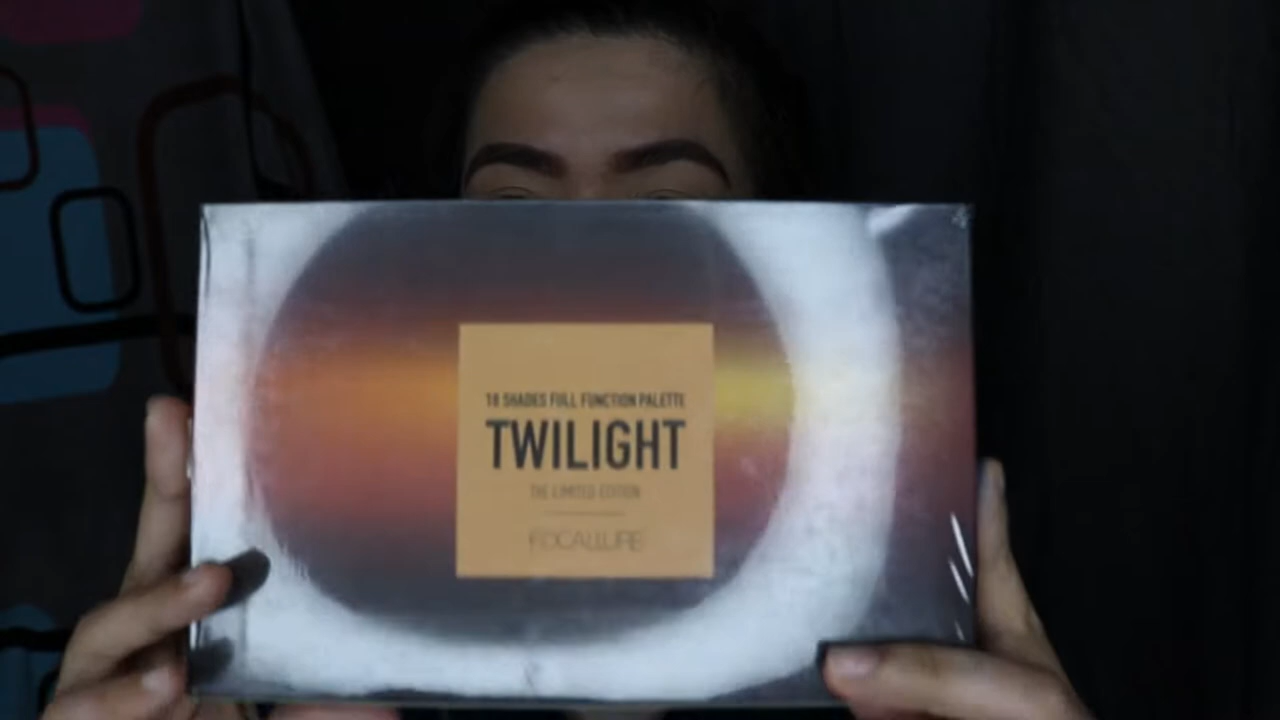 18 SHADES FULL FUNCTION PALETTE
TWILIGHT
THE LIMITED EDITION
FOCALLURE